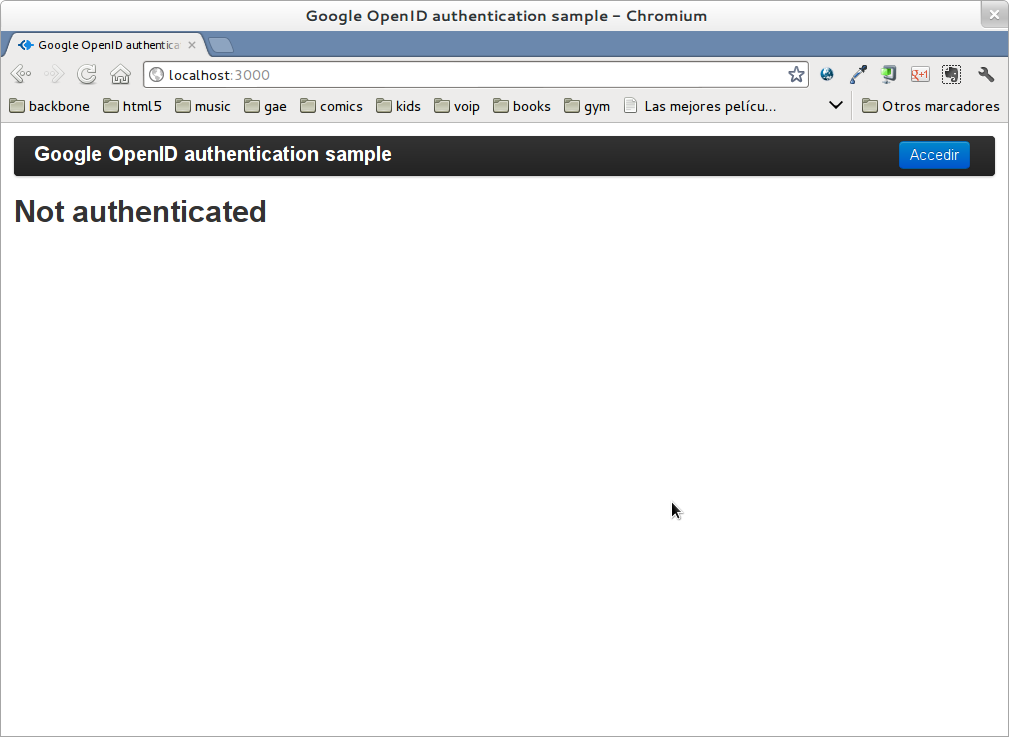 Google OpenID authentication sample - Chromium
Google OpenID authentica
localhost:3000
g+1
backbone html5 music gae comics kids voip books gym Las mejores pelícu... Otros marcadores
Google OpenID authentication sample Accedir
Not authenticated